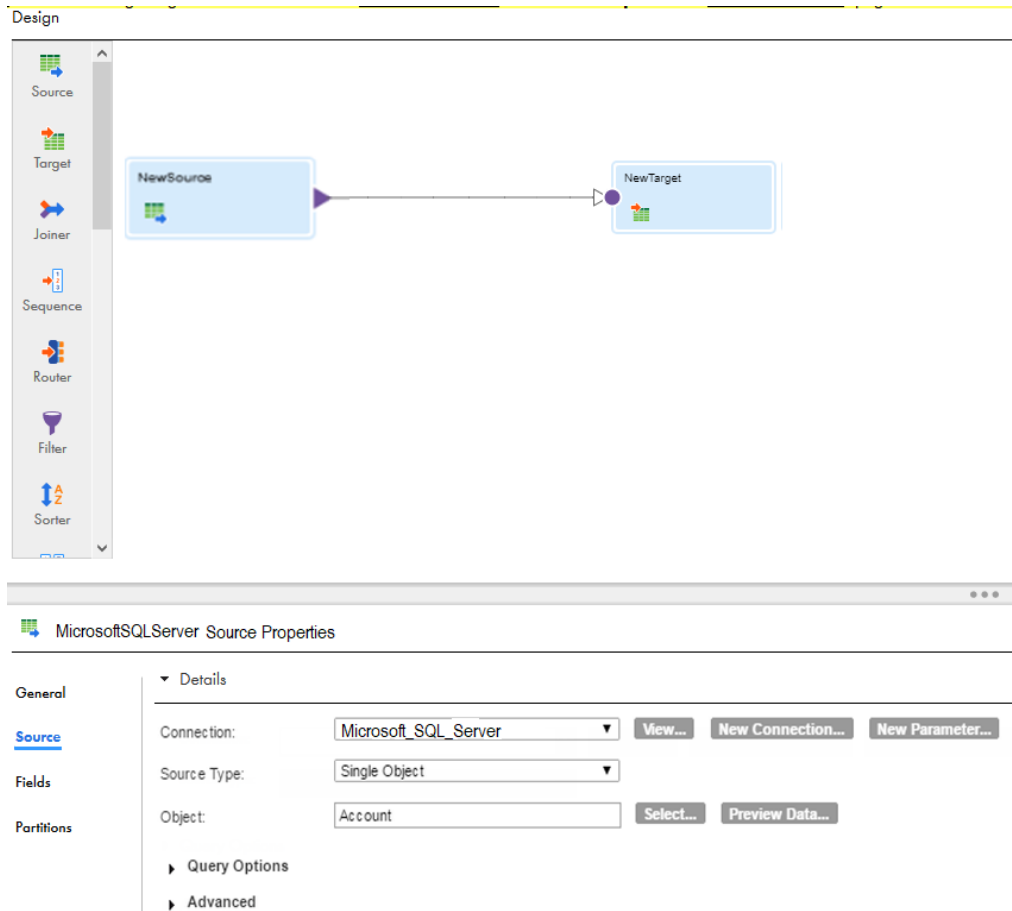 Design
Source
Target
Joiner
Sequence
Router
Filter
Sorter
NewSource
NewTarget
MicrosoftSQLServer Source Properties
General
Source
Fields
Partitions
Details
Connection: Microsoft_SQL_Server View... New Connection... New Parameter...
Source Type: Single Object
Object: Account Select... Preview Data...
Query Options
Advanced